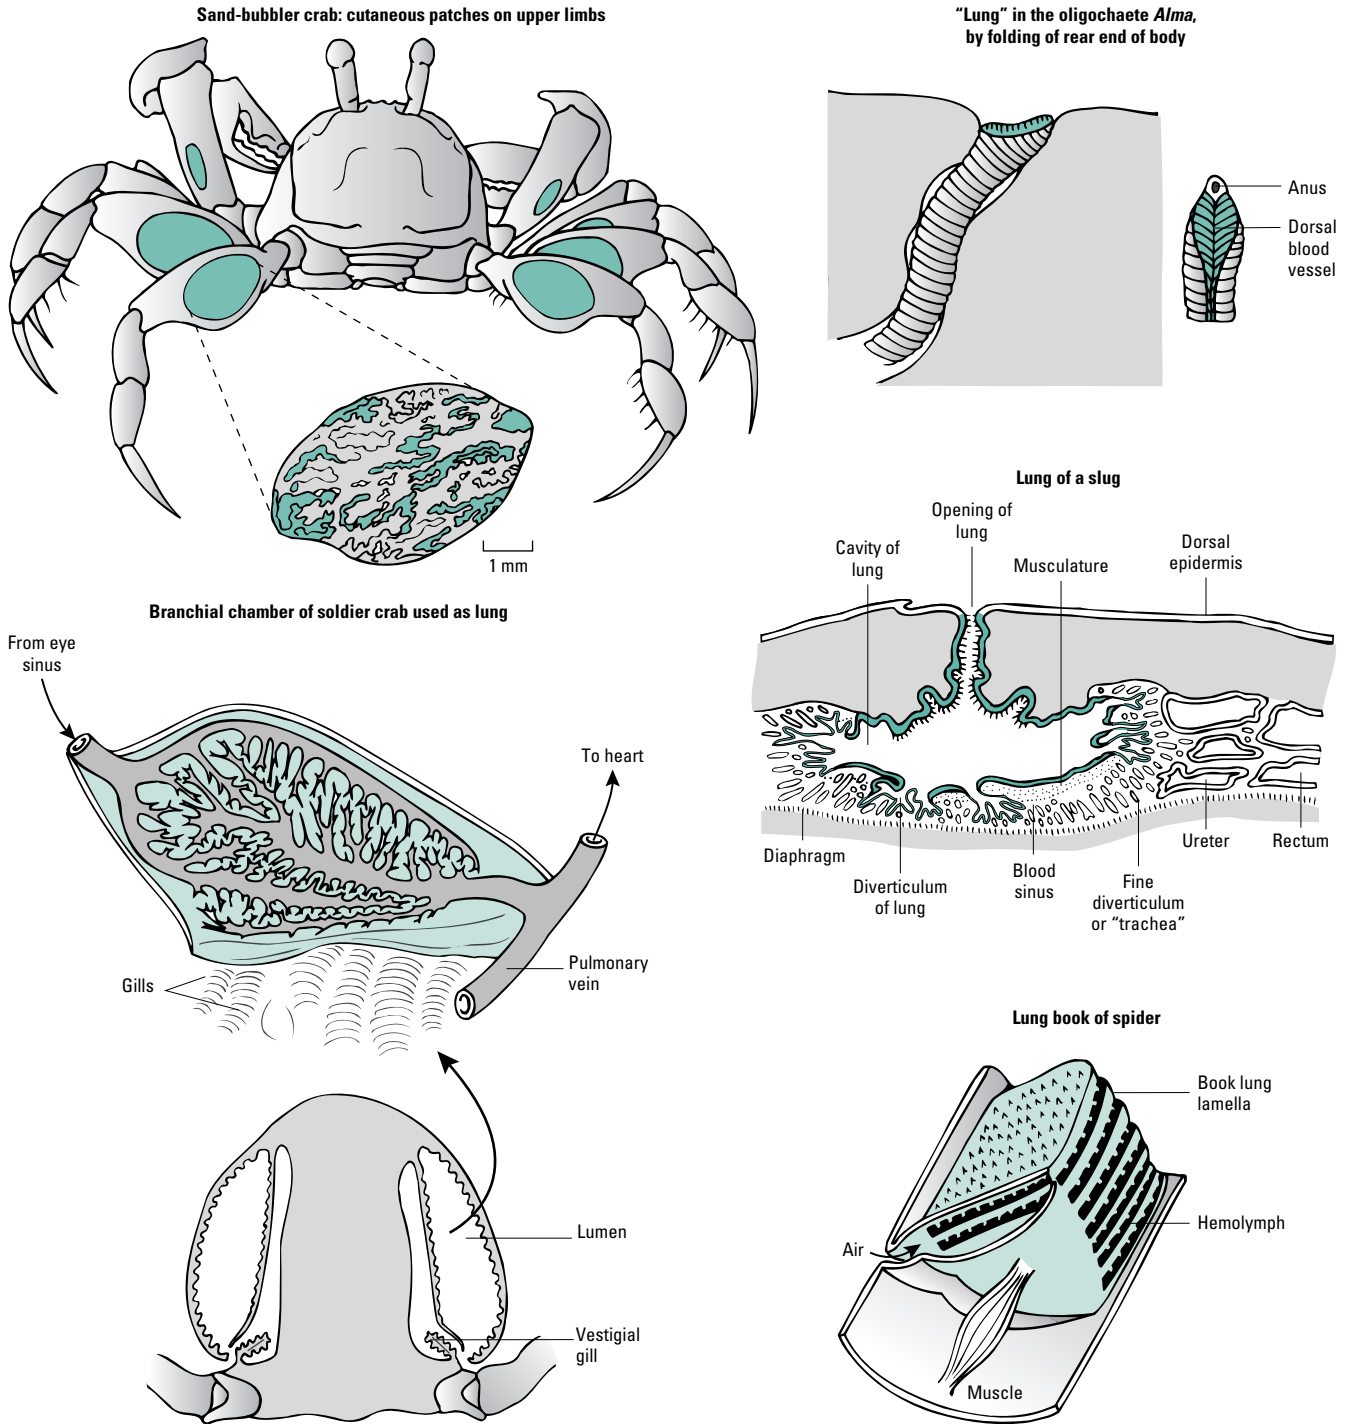 Sand-bubbler crab: cutaneous patches on upper limbs
1 mm
“Lung” in the oligochaete Alma,
by folding of rear end of body
Anus
Dorsal
blood
vessel
Lung of a slug
Opening of
lung
Cavity of
lung
Musculature
Dorsal
epidermis
Diaphragm
Diverticulum
of lung
Blood
sinus
Fine
diverticulum
or “trachea”
Ureter
Rectum
Branchial chamber of soldier crab used as lung
From eye
sinus
To heart
Gills
Pulmonary
vein
Lumen
Vestigial
gill
Lung book of spider
Book lung
lamella
Hemolymph
Air
Muscle